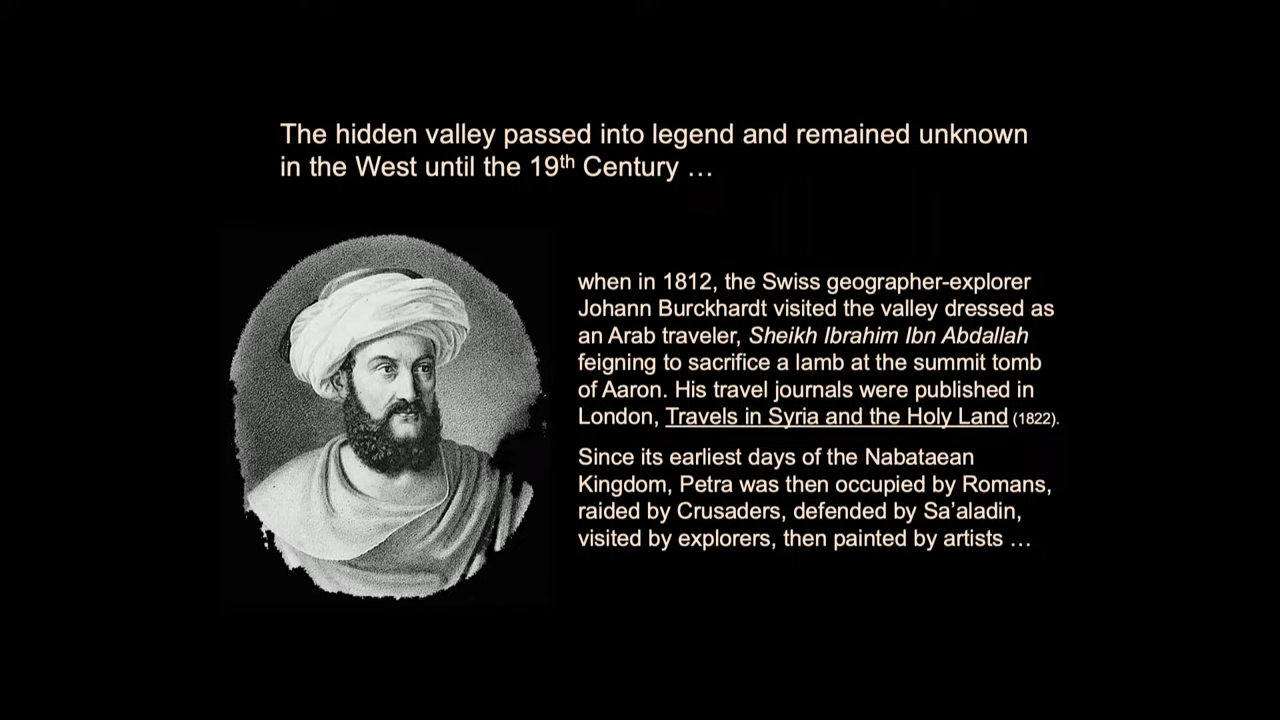 The hidden valley passed into legend and remained unknown
in the West until the 19th Century …
when in 1812, the Swiss geographer-explorer
Johann Burckhardt visited the valley dressed as
an Arab traveler, Sheikh Ibrahim Ibn Abdallah
feigning to sacrifice a lamb at the summit tomb
of Aaron. His travel journals were published in
London, Travels in Syria and the Holy Land (1822).
Since its earliest days of the Nabataean
Kingdom, Petra was then occupied by Romans,
raided by Crusaders, defended by Sa’aladin,
visited by explorers, then painted by artists …